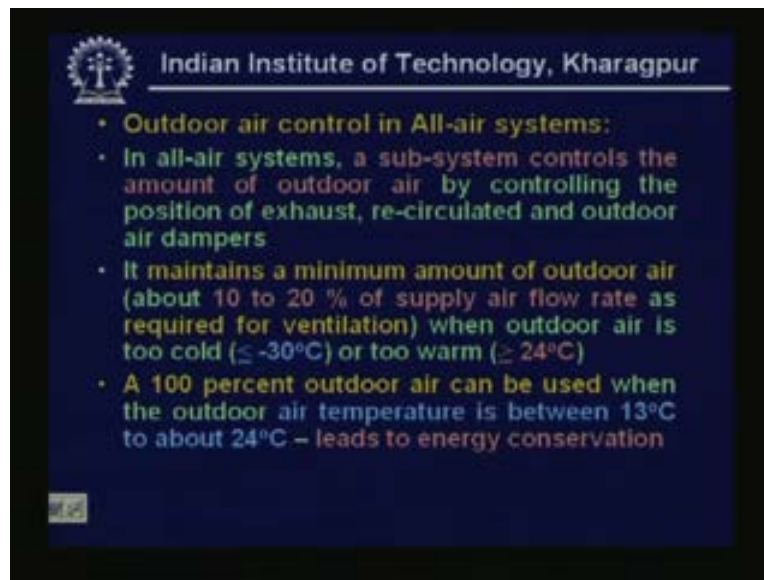 Indian Institute of Technology, Kharagpur
• Outdoor air control in All-air systems:
• In all-air systems, a sub-system controls the
amount of outdoor air by controlling the
position of exhaust, re-circulated and outdoor
air dampers
• It maintains a minimum amount of outdoor air
(about 10 to 20 % of supply air flow rate as
required for ventilation) when outdoor air is
too cold (≤ -30°C) or too warm (≥ 24°C)
• A 100 percent outdoor air can be used when
the outdoor air temperature is between 13°C
to about 24°C – leads to energy conservation